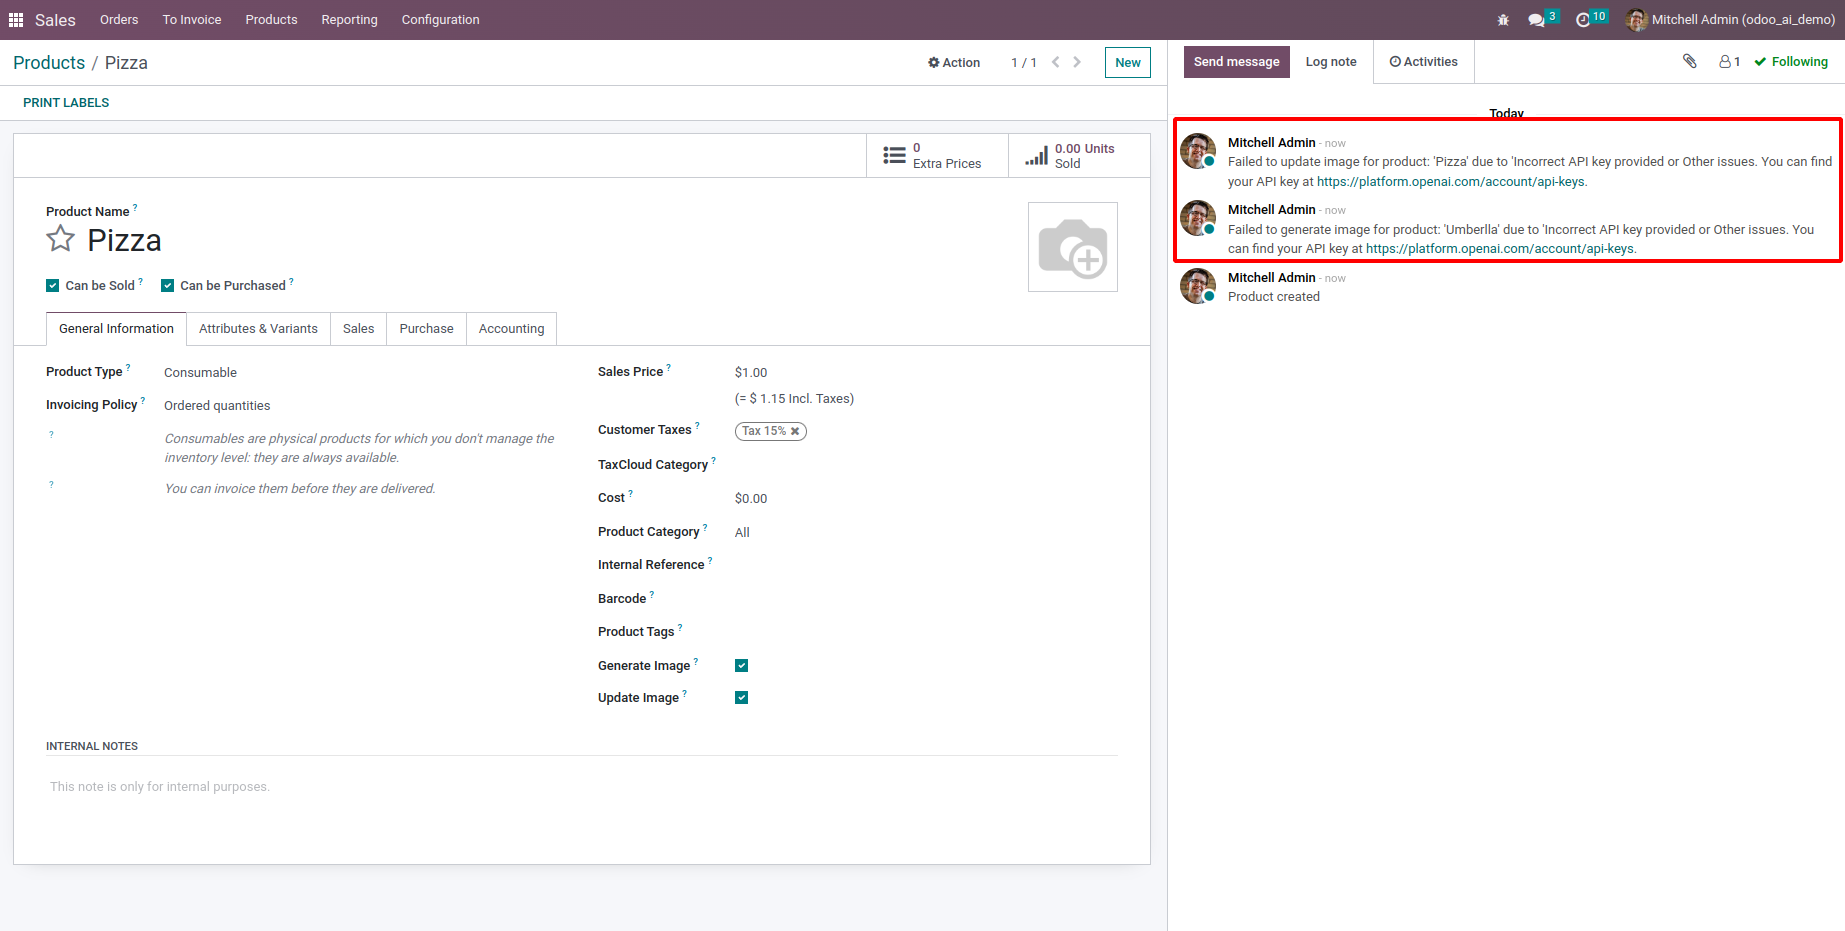 Sales Orders To Invoice Products Reporting Configuration 3 10 Mitchell Admin (odoo_ai_demo)
Products / Pizza Action 1 / 1 New
Send message Log note Activities 1 Following
PRINT LABELS
0
Extra Prices
0.00 Units
Sold
Product Name ?
Pizza
Can be Sold ? Can be Purchased ?
General Information Attributes & Variants Sales Purchase Accounting
Product Type ? Consumable
Invoicing Policy ? Ordered quantities
? Consumables are physical products for which you don't manage the
inventory level: they are always available.
? You can invoice them before they are delivered.
Sales Price ? $1.00
(= $ 1.15 Incl. Taxes)
Customer Taxes ? Tax 15% ✖
TaxCloud Category ?
Cost ? $0.00
Product Category ? All
Internal Reference ?
Barcode ?
Product Tags ?
Generate Image ?
Update Image ?
INTERNAL NOTES
This note is only for internal purposes.
Today
Mitchell Admin - now
Failed to update image for product: 'Pizza' due to 'Incorrect API key provided or Other issues. You can find
your API key at https://platform.openai.com/account/api-keys.
Mitchell Admin - now
Failed to generate image for product: 'Umberlla' due to 'Incorrect API key provided or Other issues. You
can find your API key at https://platform.openai.com/account/api-keys.
Mitchell Admin - now
Product created